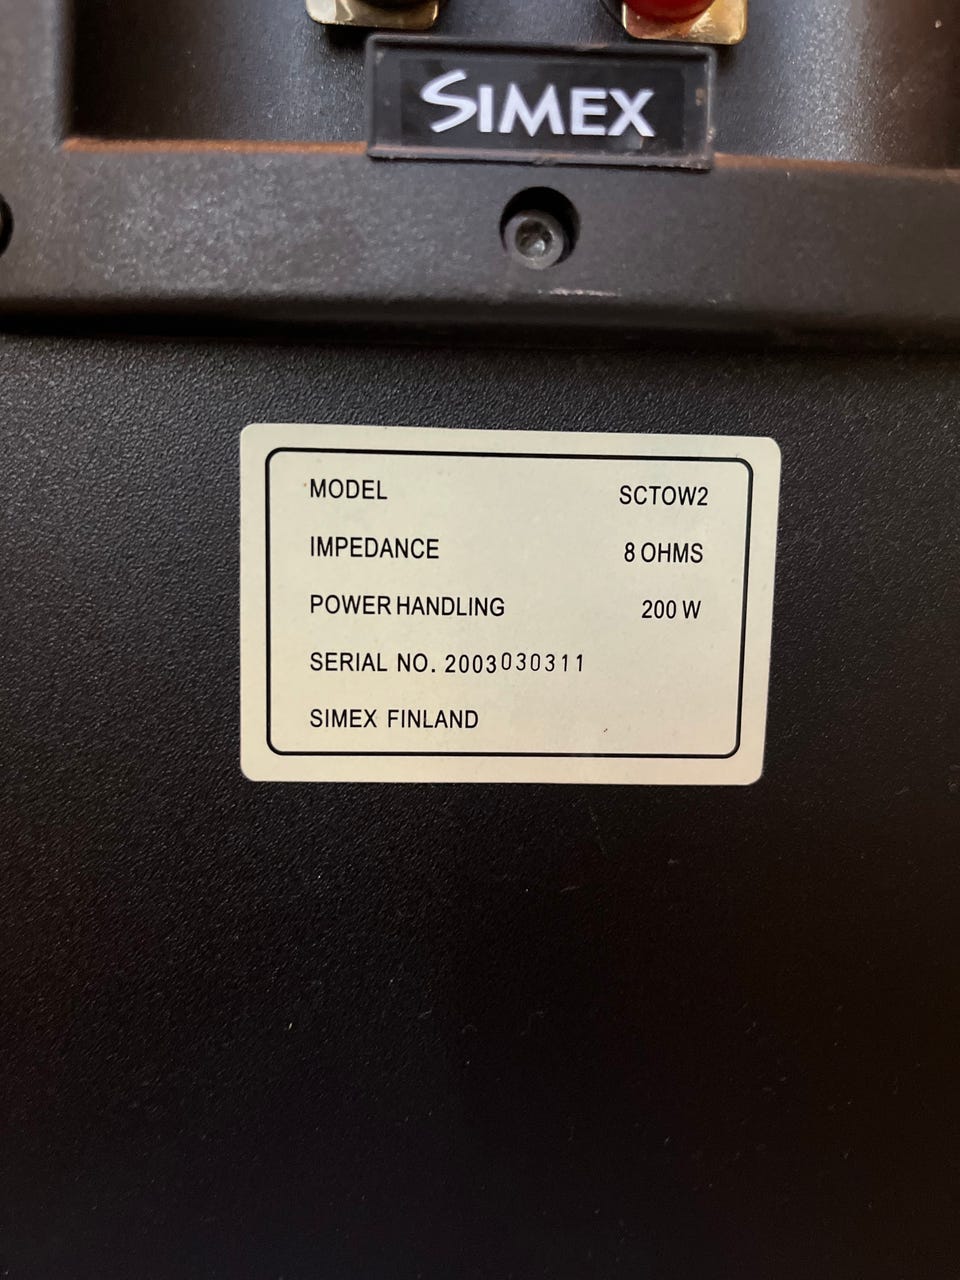 SIMEX
MODEL SCTOW2
IMPEDANCE 8 OHMS
POWER HANDLING 200 W
SERIAL NO. 2003030311
SIMEX FINLAND